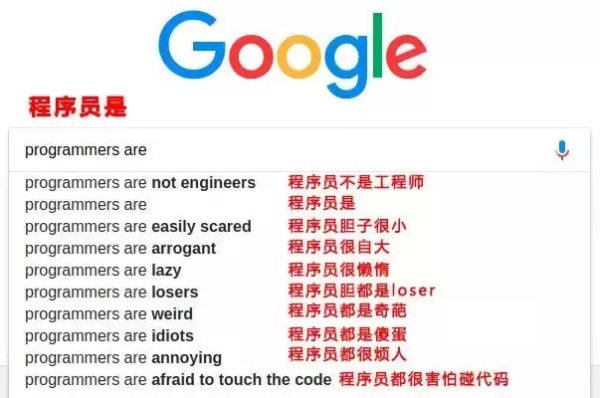 Google
程序员是
programmers are
programmers are not engineers 程序员不是工程师
programmers are 程序员是
programmers are easily scared 程序员胆子很小
programmers are arrogant 程序员很自大
programmers are lazy 程序员很懒惰
programmers are losers 程序员胆都是loser
programmers are weird 程序员都是奇葩
programmers are idiots 程序员都是傻蛋
programmers are annoying 程序员都很烦人
programmers are afraid to touch the code 程序员都很害怕碰代码